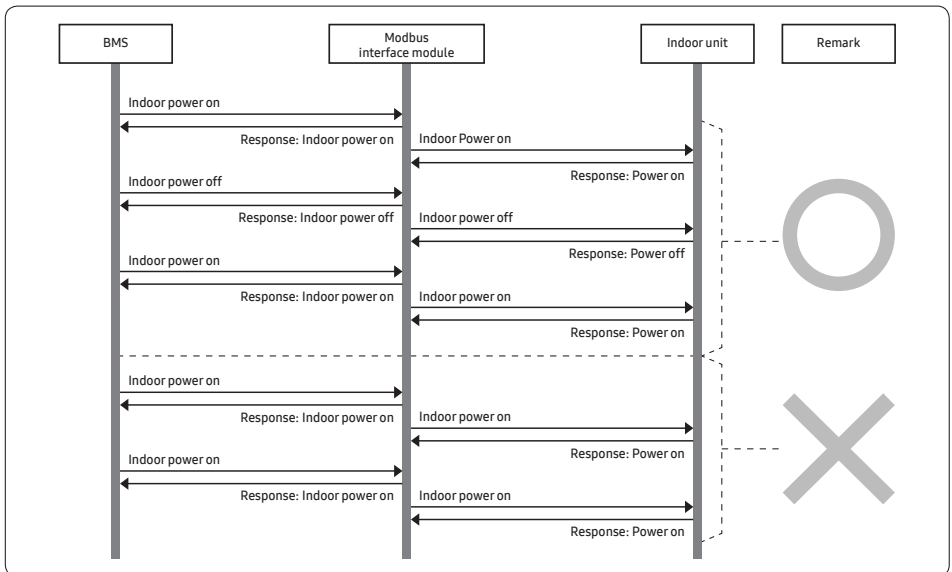 BMS
Modbus
interface module
Indoor unit
Remark
Indoor power on
Response: Indoor power on
Indoor Power on
Response: Power on
Indoor power off
Response: Indoor power off
Indoor power off
Response: Power off
Indoor power on
Response: Indoor power on
Indoor power on
Response: Power on
Indoor power on
Response: Indoor power on
Indoor power on
Response: Power on
Indoor power on
Response: Indoor power on
Indoor power on
Response: Power on